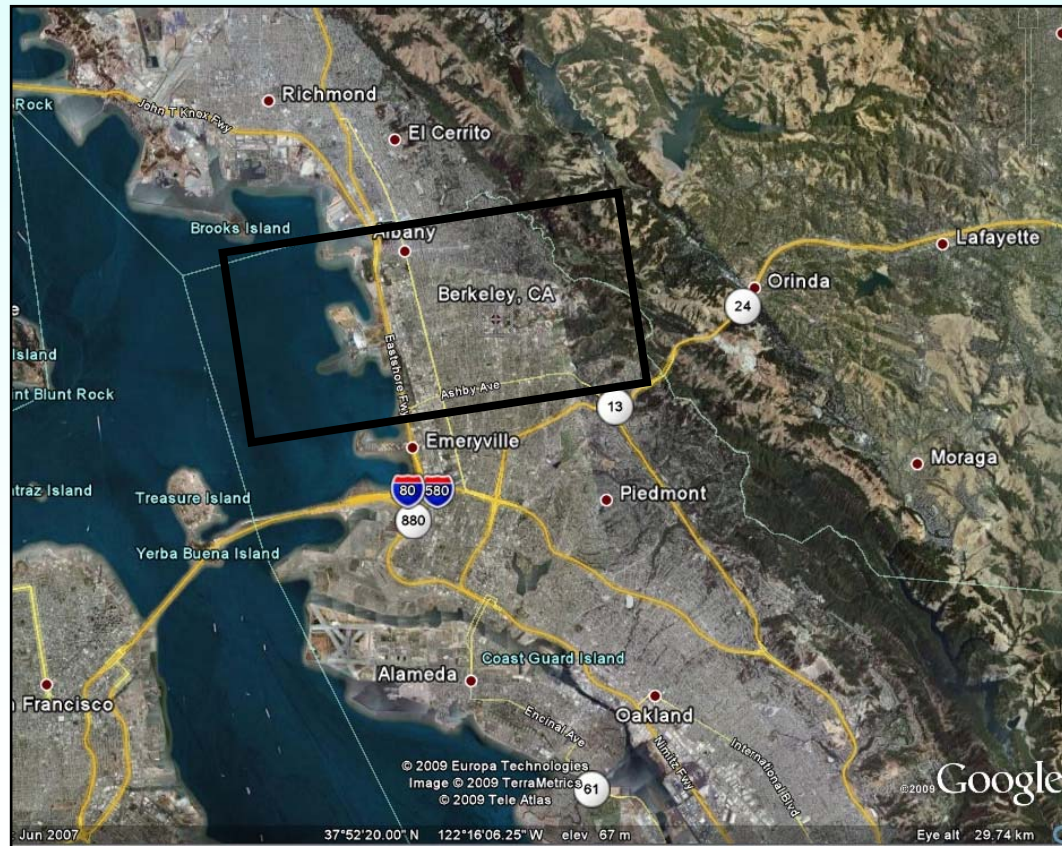 Richmond
Rock
John T Knox Fwy
El Cerrito
Brooks Island
Albany
Lafayette
Orinda
Berkeley, CA
24
Island
Eastshore Fwy
int Blunt Rock
Ashby Ave
13
Emeryville
Moraga
traz Island
Treasure Island
80
580
Piedmont
880
Yerba Buena Island
Coast Guard Island
Alameda
n Francisco
Oakland
Encinal Ave
Nimitz Fwy
International Blvd
© 2009 Europa Technologies
Image © 2009 TerraMetrics
© 2009 Tele Atlas
61
©2009 Google
Jun 2007
37°52'20.00" N 122°16'06.25" W elev 67 m
Eye alt 29.74 km